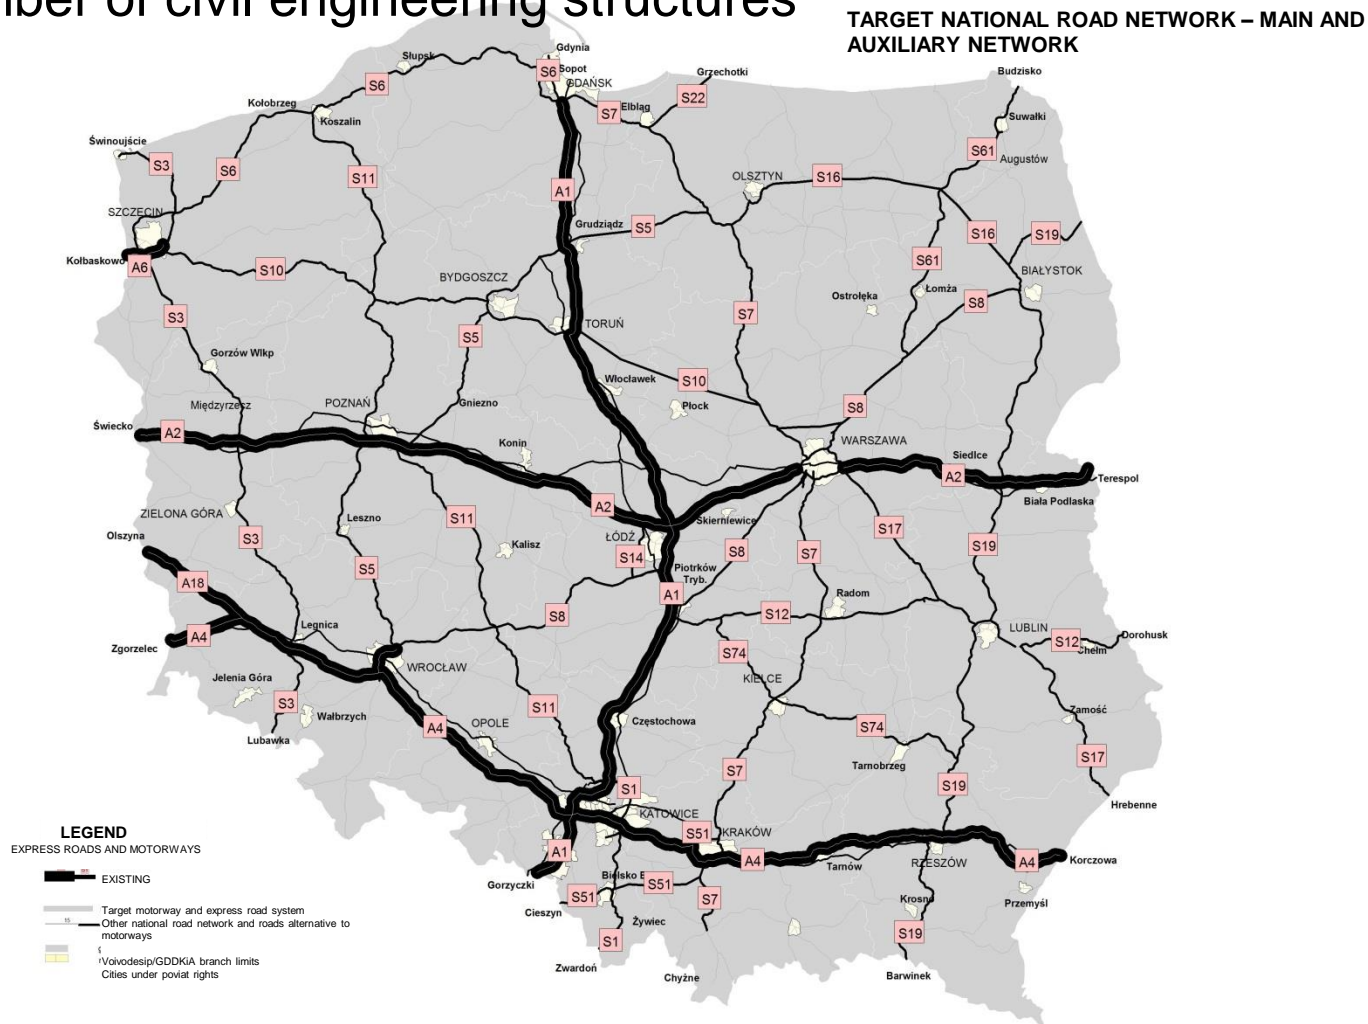 nber of civil engineering structures
TARGET NATIONAL ROAD NETWORK – MAIN AND
AUXILIARY NETWORK
Gdynia
Słupsk
S6
Sopot
GDAŃSK
Grzechotki
Budzisko
S6
S22
Kołobrzeg
S7
Elbląg
Koszalin
Suwałki
Świnoujście
S3
S6
S11
A1
OLSZTYN
S16
S61
Augustów
SZCZECIN
Grudziądz
S5
S16
S19
Kołbaskowo
A6
S10
BYDGOSZCZ
S61
BIAŁYSTOK
Ostrołęka
Łomża
S8
S3
S5
TORUŃ
S7
Gorzów Wlkp
Włocławek
S10
Międzyrzecz
POZNAŃ
Gniezno
Płock
S8
Świecko
A2
Konin
WARSZAWA
Siedlce
A2
Terespol
Biała Podlaska
A2
ZIELONA GÓRA
Leszno
S11
Skierniewice
S17
Olszyna
S3
Kalisz
ŁÓDŹ
S14
S8
S7
S19
A18
S5
Piotrków
Tryb.
A1
Radom
S8
S12
Legnica
LUBLIN
S12
Dorohusk
Chełm
Zgorzelec
A4
WROCŁAW
S74
KIELCE
Jelenia Góra
S3
Wałbrzych
S11
Zamość
Lubawka
A4
OPOLE
Częstochowa
S74
Tarnobrzeg
S17
S7
S1
S19
Hrebenne
KATOWICE
S51
KRAKÓW
LEGEND
EXPRESS ROADS AND MOTORWAYS
EXISTING
A1
A4
Tarnów
RZESZÓW
A4
Korczowa
Gorzyczki
Bielsko B
S51
S51
S7
Krosno
Przemyśl
Cieszyn
Żywiec
S1
S19
Zwardoń
Chyżne
Barwinek
Target motorway and express road system
15
Other national road network and roads alternative to
motorways
Voivodesip/GDDKiA branch limits
Cities under poviat rights